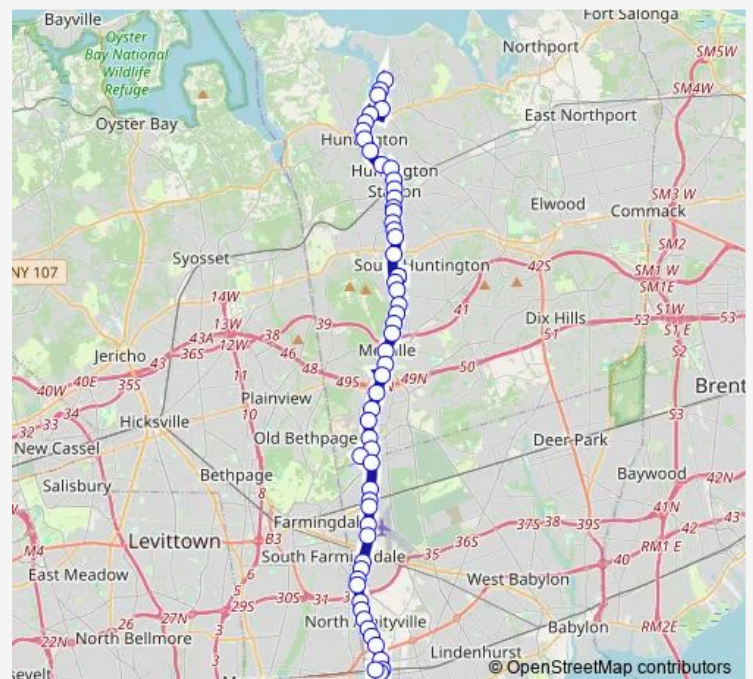 Bayville
Fort Salonga
Oyster
Bay National
Wildlife
Refuge
Northport
SM5W
SM4W
Oyster Bay
East Northport
Huntington
Huntington
Station
SM3 W
Elwood
Commack
SM2
Syosset
NY 107
South Huntington
42S
SM1 W
SM1E
14W
41
S1W
13W
39
Dix Hills
53
53
43A
38
51
S1 E
12W
36S
46
Melville
S2
Jericho
43
48
50
40W
40E
35S
49S
49N
11
Brent
34
33
32
Plainview
10
S3
Hicksville
Old Bethpage
Deer Park
New Cassel
Bethpage
Baywood
42N
Salisbury
8
41N
Farmingdale
37S
38
39S
42
43
M4
Levittown
B3
36S
RM1 E
South Farmingdale
35
40
East Meadow
6
West Babylon
5
30S
31
3
29S
26
27N
North Amityville
Babylon
RM2E
22N
North Bellmore
3
Lindenhurst
© OpenStreetMap contributors